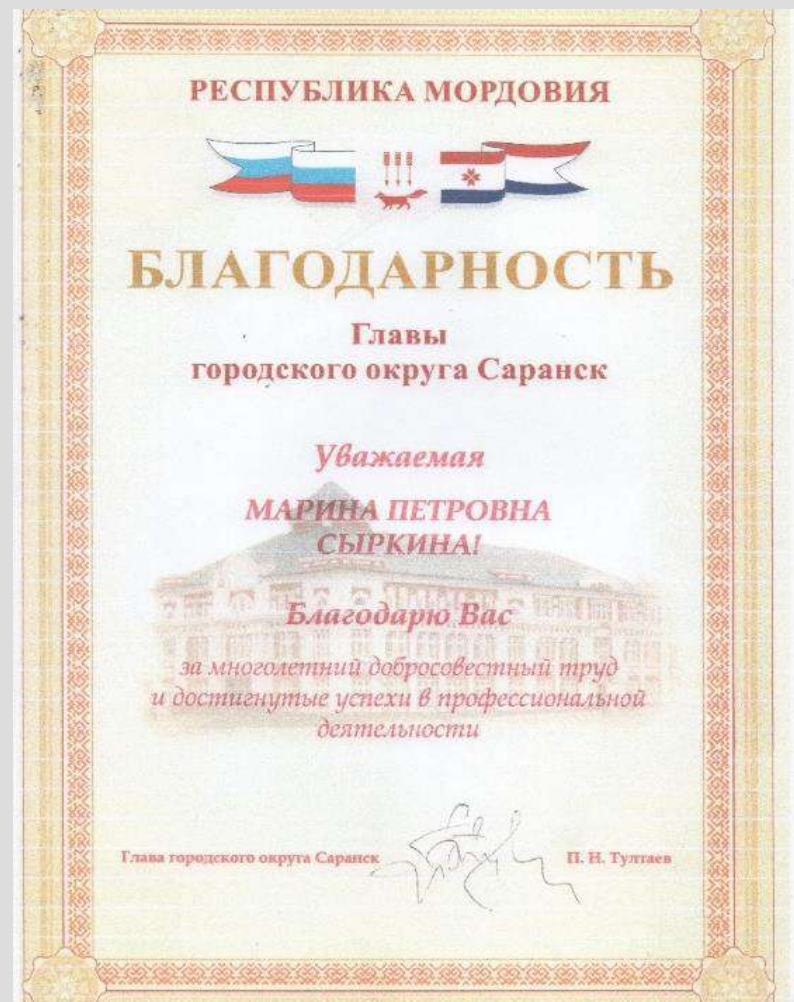 РЕСПУБЛИКА МОРДОВИЯ
БЛАГОДАРНОСТЬ
Главы
городского округа Саранск
Уважаемая
МАРИНА ПЕТРОВНА
СЫРКИНА!
Благодарю Вас
за многолетний добросовестный труд
и достигнутые успехи в профессиональной
деятельности
Глава городского округа Саранск П. Н. Тултаев